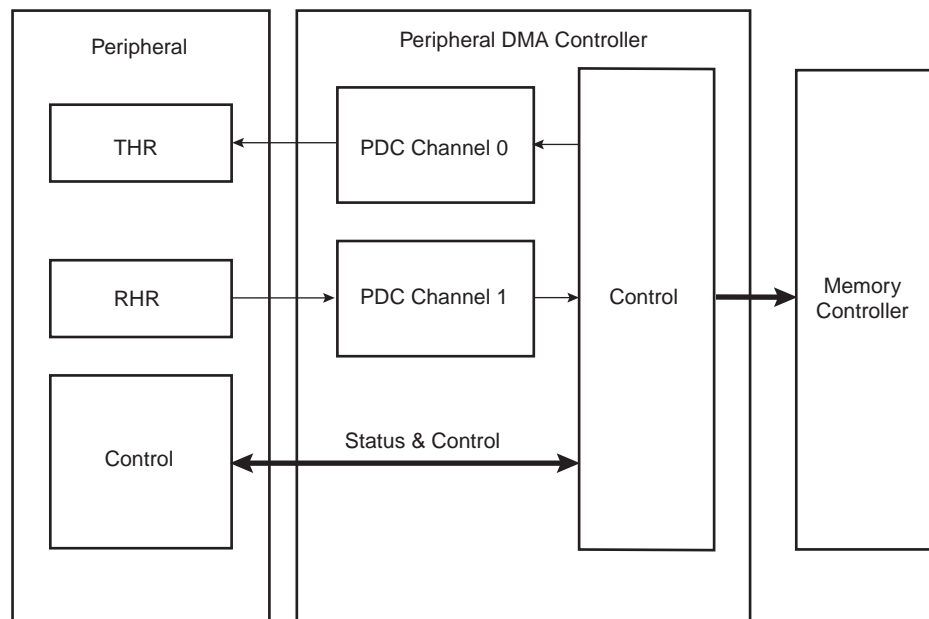 Peripheral
Peripheral DMA Controller
THR
PDC Channel 0
RHR
PDC Channel 1
Control
Memory
Controller
Control
Status & Control